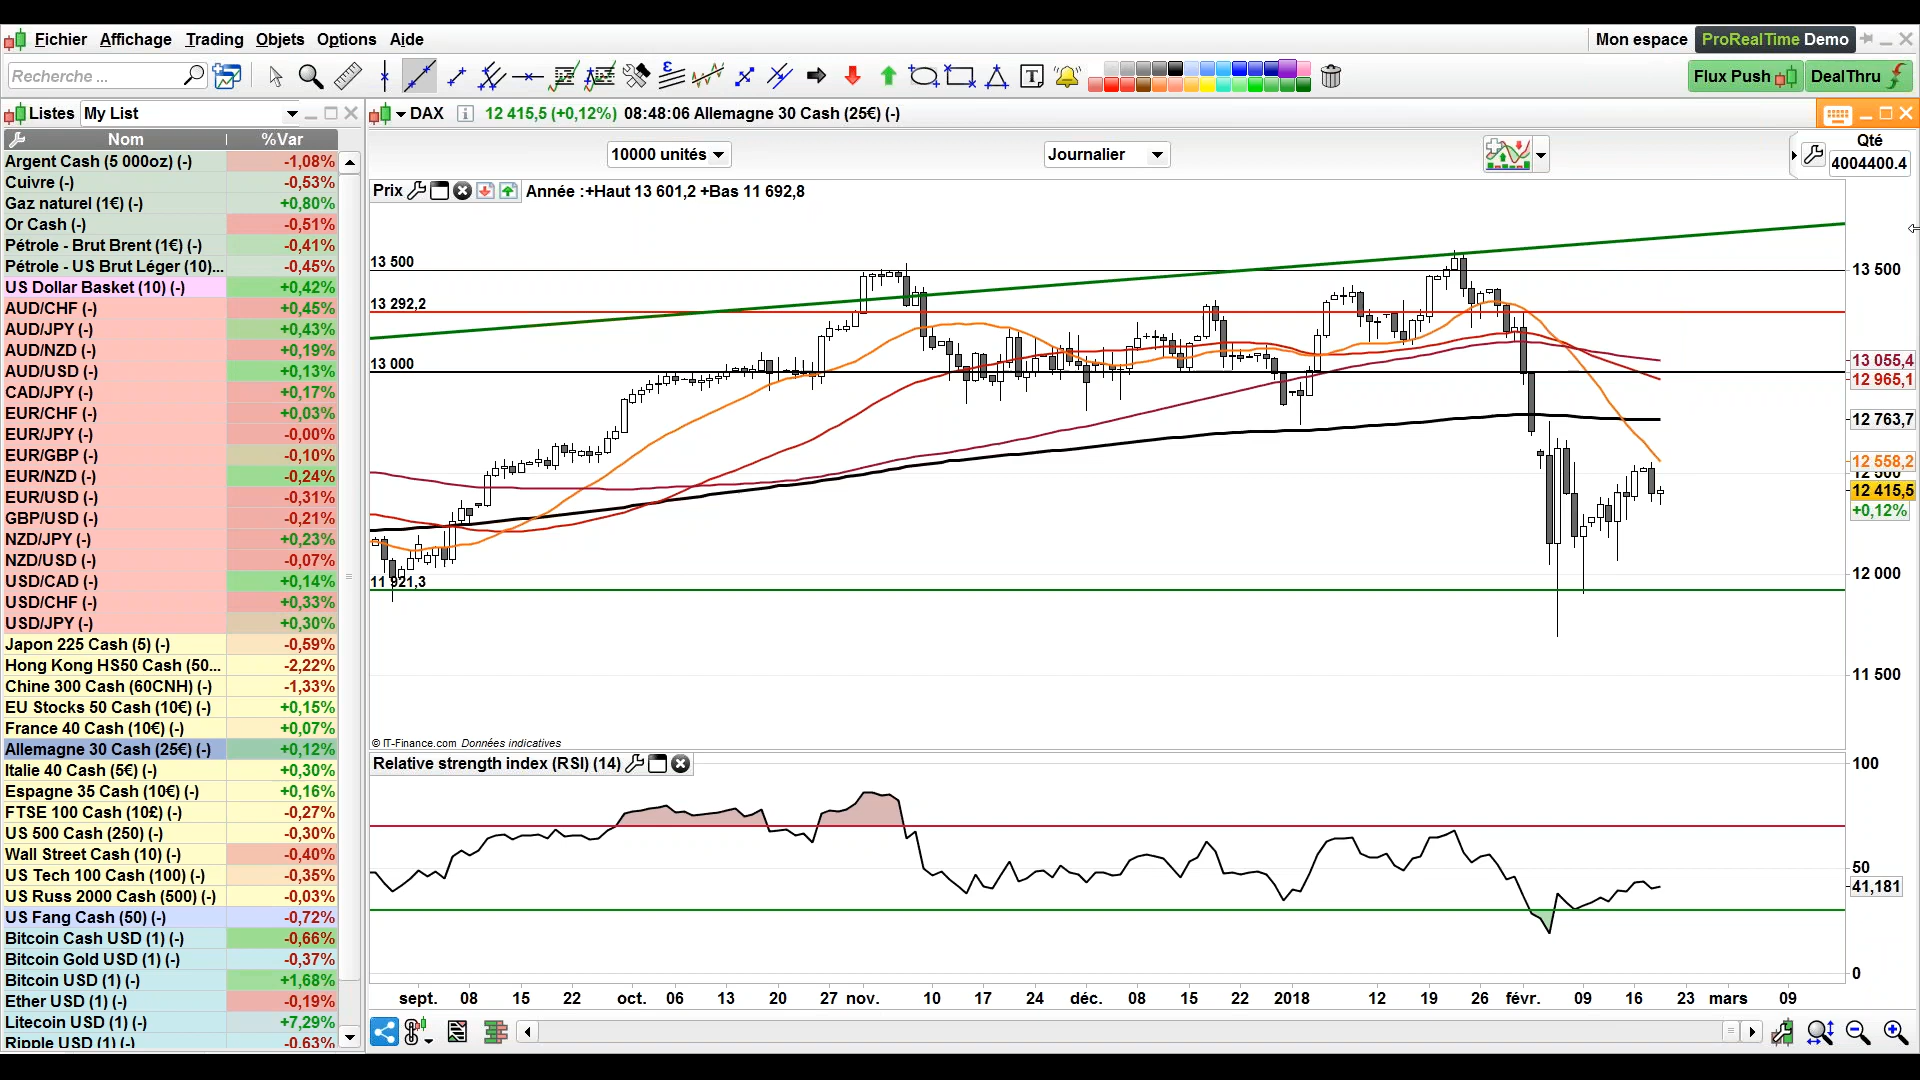 Fichier Affichage Trading Objets Options Aide
Mon espace
ProRealTime Demo
Recherche ...
Flux Push
DealThru
Listes
My List
DAX
12 415,5 (+0,12%) 08:48:06 Allemagne 30 Cash (25€) (-)
Nom %Var
10000 unités
Journalier
Qté
4004400.4
Argent Cash (5 000oz) (-) -1,08%
Cuivre (-) -0,53%
Gaz naturel (1€) (-) +0,80%
Or Cash (-) -0,51%
Pétrole - Brut Brent (1€) (-) -0,41%
Pétrole - US Brut Léger (10)... -0,45%
US Dollar Basket (10) (-) +0,42%
AUD/CHF (-) +0,45%
AUD/JPY (-) +0,43%
AUD/NZD (-) +0,19%
AUD/USD (-) +0,13%
CAD/JPY (-) +0,17%
EUR/CHF (-) +0,03%
EUR/JPY (-) -0,00%
EUR/GBP (-) -0,10%
EUR/NZD (-) -0,24%
EUR/USD (-) -0,31%
GBP/USD (-) -0,21%
NZD/JPY (-) +0,23%
NZD/USD (-) -0,07%
USD/CAD (-) +0,14%
USD/CHF (-) +0,33%
USD/JPY (-) +0,30%
Japon 225 Cash (5) (-) -0,59%
Hong Kong HS50 Cash (50... -2,22%
Chine 300 Cash (60CNH) (-) -1,33%
EU Stocks 50 Cash (10€) (-) +0,15%
France 40 Cash (10€) (-) +0,07%
Allemagne 30 Cash (25€) (-) +0,12%
Italie 40 Cash (5€) (-) +0,30%
Espagne 35 Cash (10€) (-) +0,16%
FTSE 100 Cash (10£) (-) -0,27%
US 500 Cash (250) (-) -0,30%
Wall Street Cash (10) (-) -0,40%
US Tech 100 Cash (100) (-) -0,35%
US Russ 2000 Cash (500) (-) -0,03%
US Fang Cash (50) (-) -0,72%
Bitcoin Cash USD (1) (-) -0,66%
Bitcoin Gold USD (1) (-) -0,37%
Bitcoin USD (1) (-) +1,68%
Ether USD (1) (-) -0,19%
Litecoin USD (1) (-) +7,29%
Ripple USD (1) (-) -0,63%
Prix
Année :+Haut 13 601,2 +Bas 11 692,8
13 500
13 292,2
13 000
11 921,3
13 500
13 055,4
12 965,1
12 763,7
12 558,2
12 500
12 415,5
+0,12%
12 000
11 500
© IT-Finance.com Données indicatives
Relative strength index (RSI) (14)
100
50
41,181
0
sept. 08 15 22 oct. 06 13 20 27 nov. 10 17 24 déc. 08 15 22 2018 12 19 26 févr. 09 16 23 mars 09